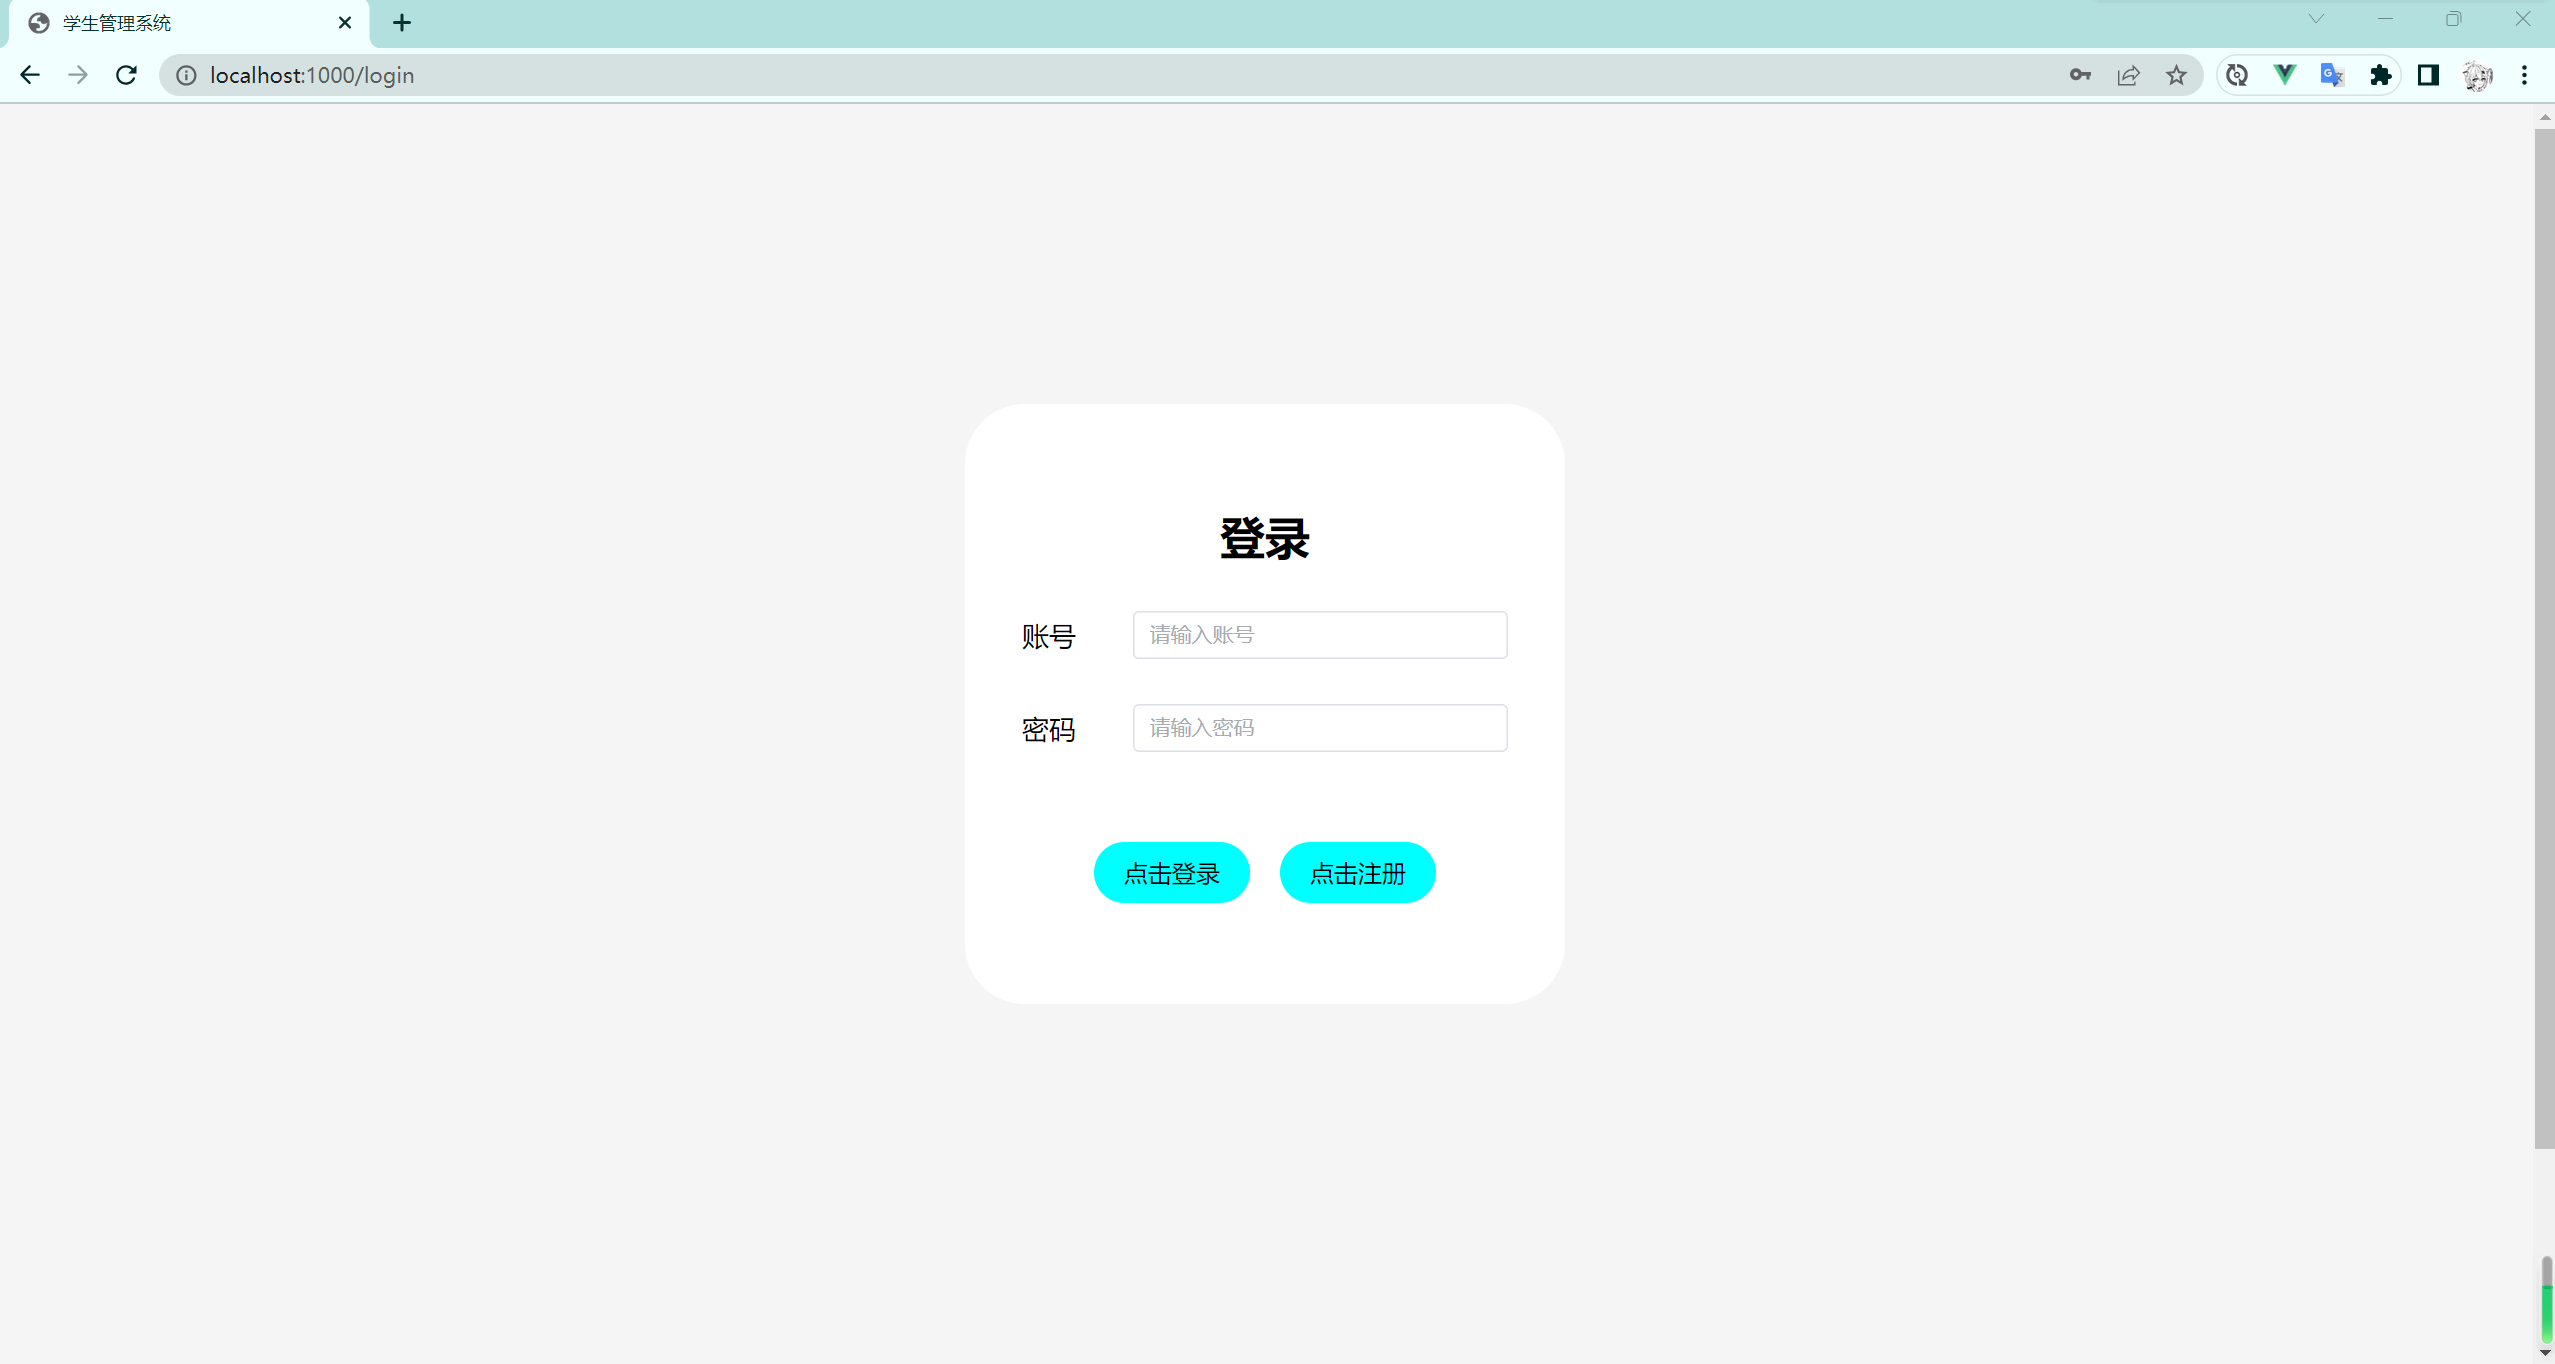 学生管理系统
localhost:1000/login
登录
账号 请输入账号
密码 请输入密码
点击登录 点击注册